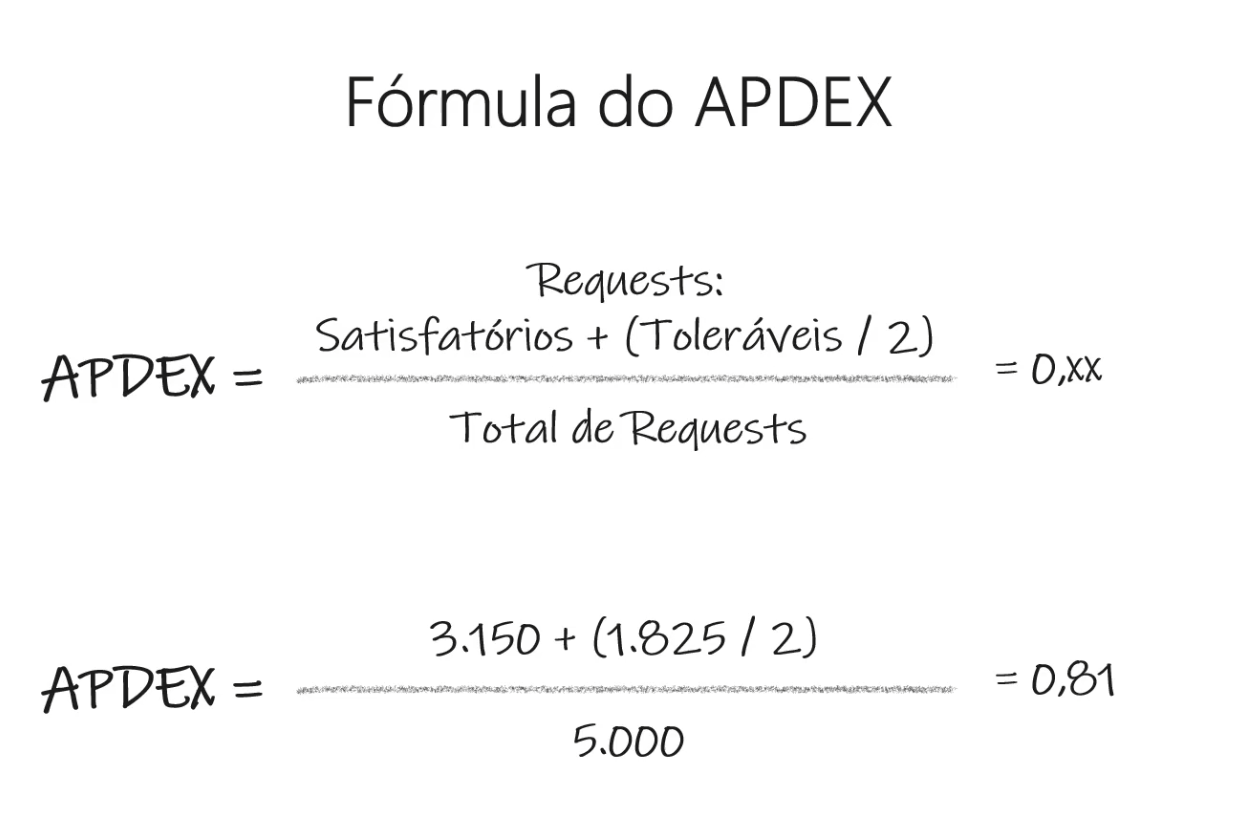 Fórmula do APDEX
Requests:
Satisfatórios + (Toleráveis / 2)
APDEX = = 0,xx
Total de Requests
3.150 + (1.825 / 2)
APDEX = = 0,81
5.000